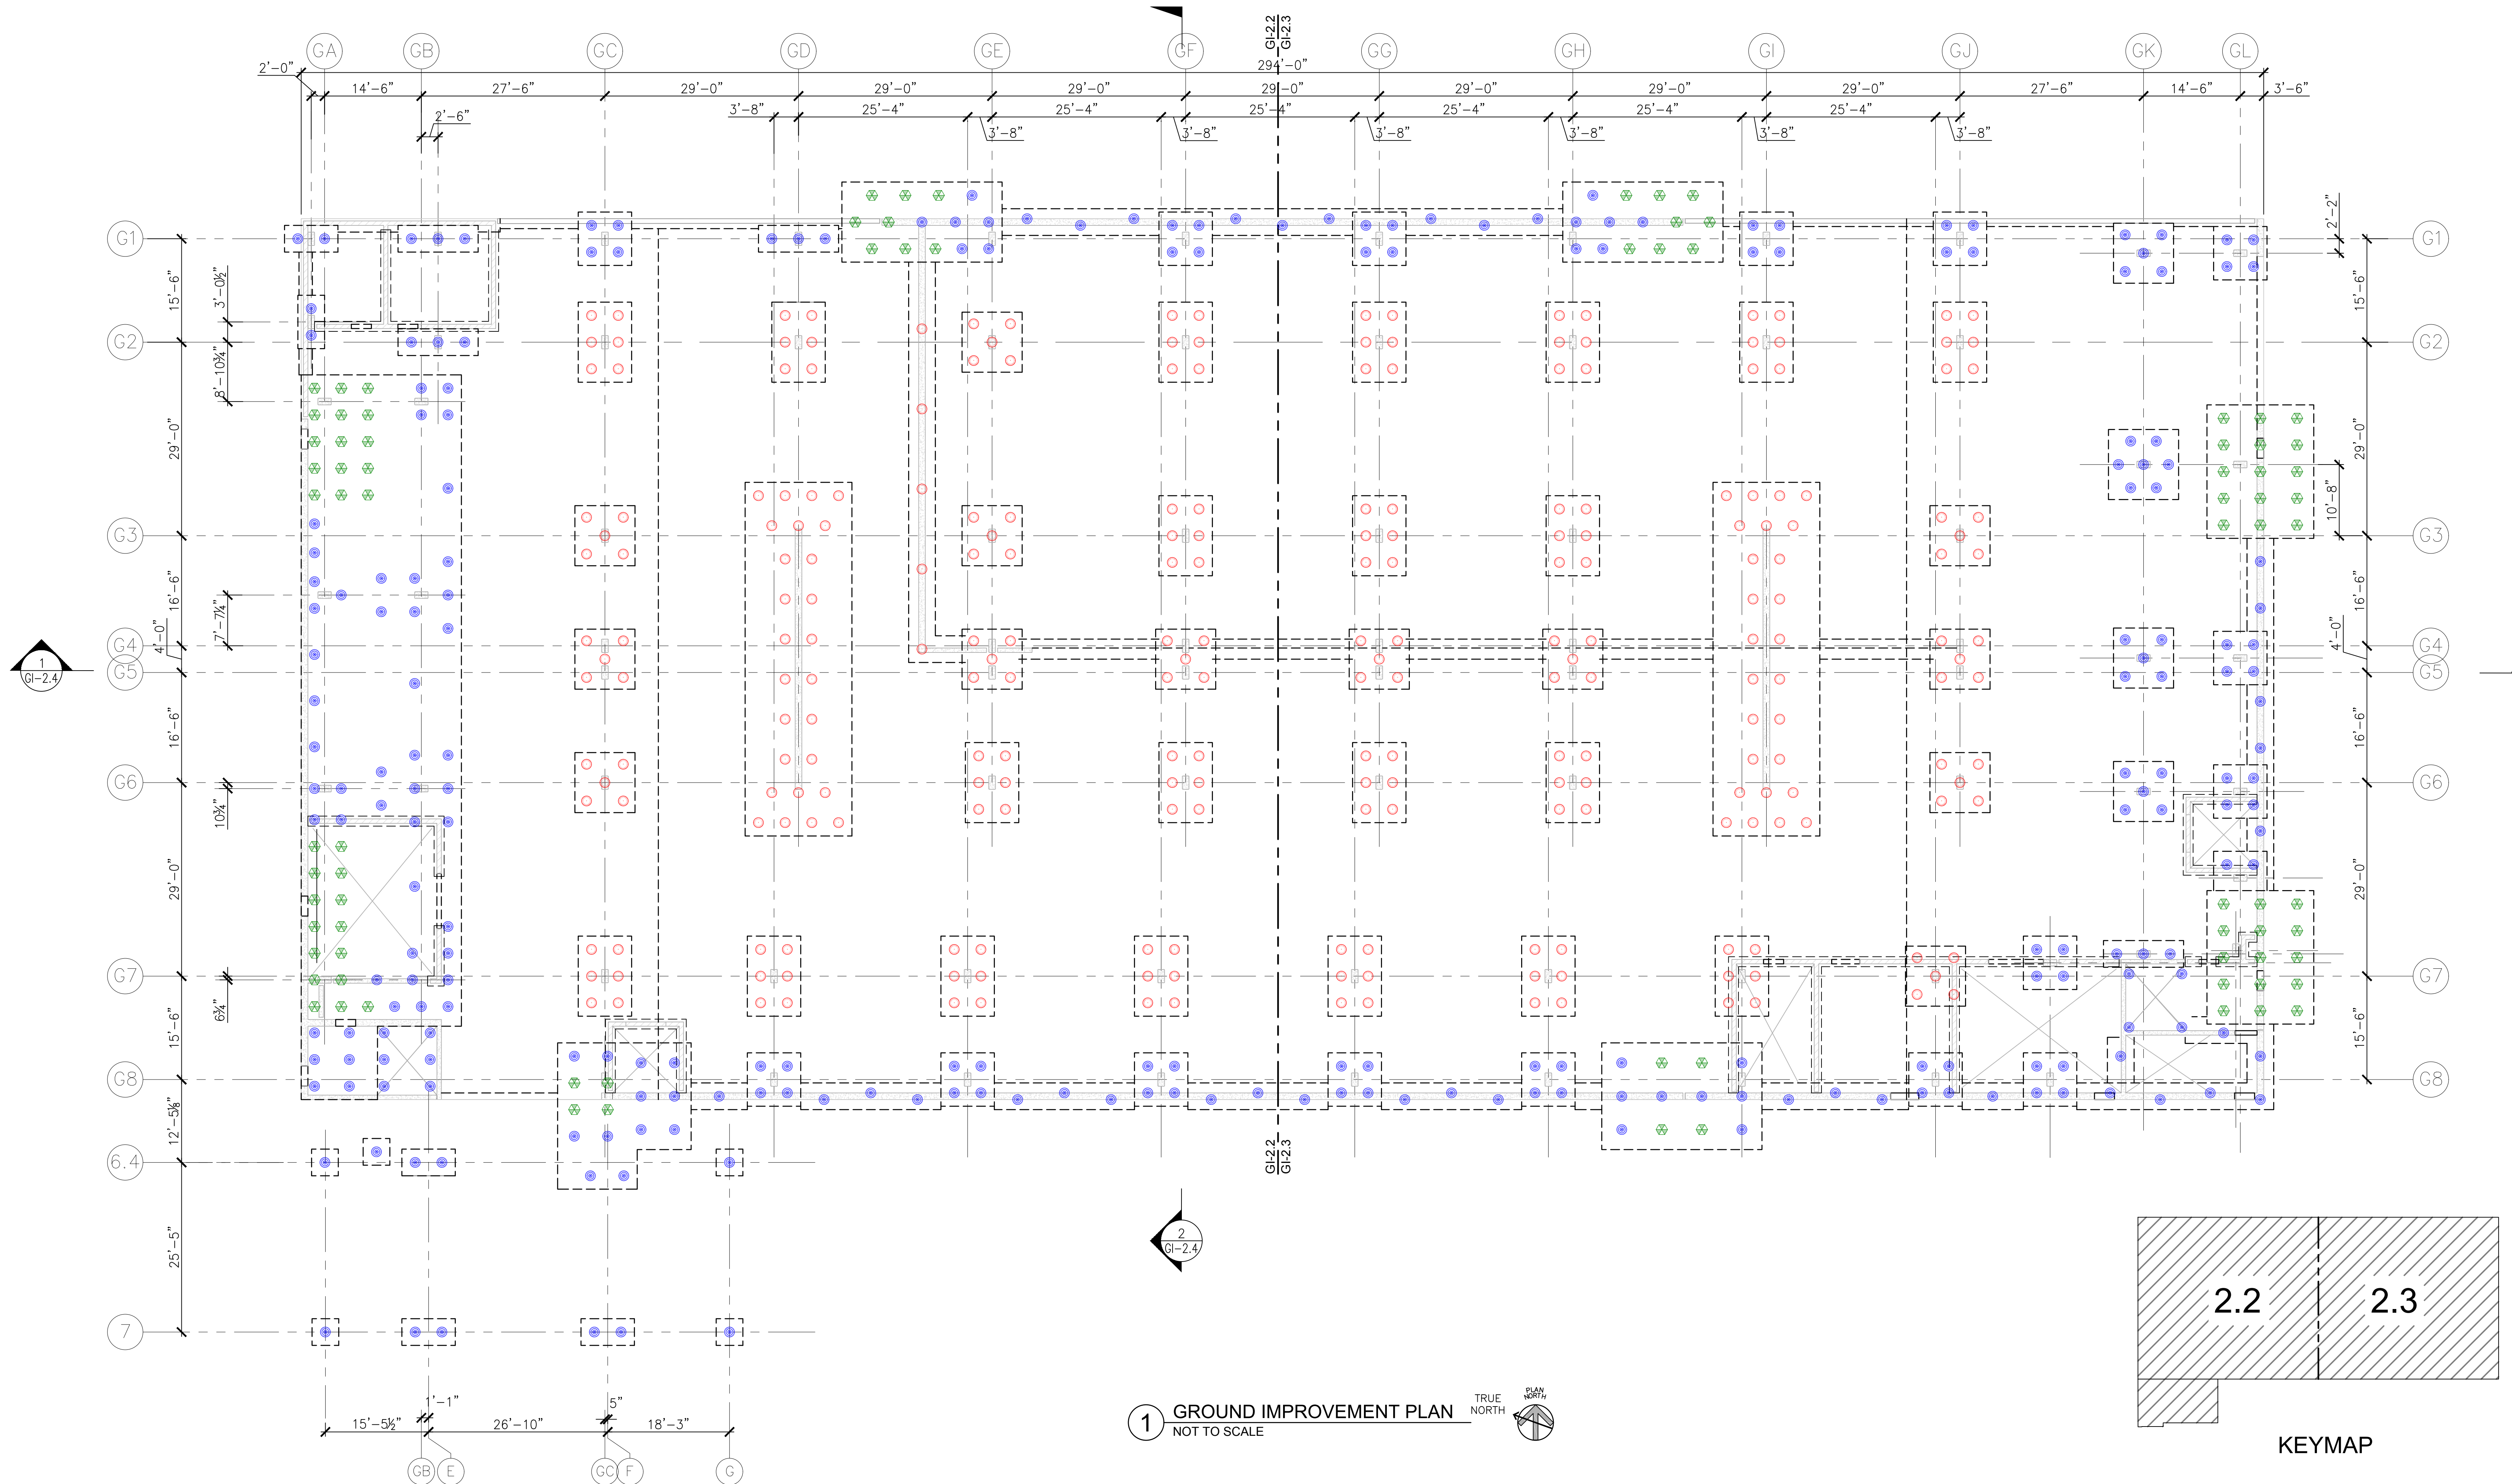 GI-2.2
GI-2.3
GA
GB
GC
GD
GE
GF
GG
GH
GI
GJ
GK
GL
2'-0"
294'-0"
14'-6"
27'-6"
29'-0"
29'-0"
29'-0"
29'-0"
29'-0"
29'-0"
29'-0"
27'-6"
14'-6"
3'-6"
2'-6"
3'-8"
25'-4"
25'-4"
25'-4"
25'-4"
25'-4"
25'-4"
3'-8"
3'-8"
3'-8"
3'-8"
3'-8"
3'-8"
G1
G2
G3
G4
G5
G6
G7
G8
6.4
7
15'-6"
29'-0"
16'-6"
4'-0"
16'-6"
29'-0"
15'-6"
12'-5⅛"
25'-5"
3'-0½"
8'-10¾"
7'-7¼"
10¾"
6¾"
1
GI-2.4
G1
G2
G3
G4
G5
G6
G7
G8
2'-2"
15'-6"
29'-0"
10'-8"
16'-6"
4'-0"
16'-6"
29'-0"
15'-6"
GI-2.2
GI-2.3
2
GI-2.4
1'-1"
5"
15'-5½"
26'-10"
18'-3"
GB
E
GC
F
G
1
GROUND IMPROVEMENT PLAN
NOT TO SCALE
TRUE
NORTH
PLAN
NORTH
2.2
2.3
KEYMAP